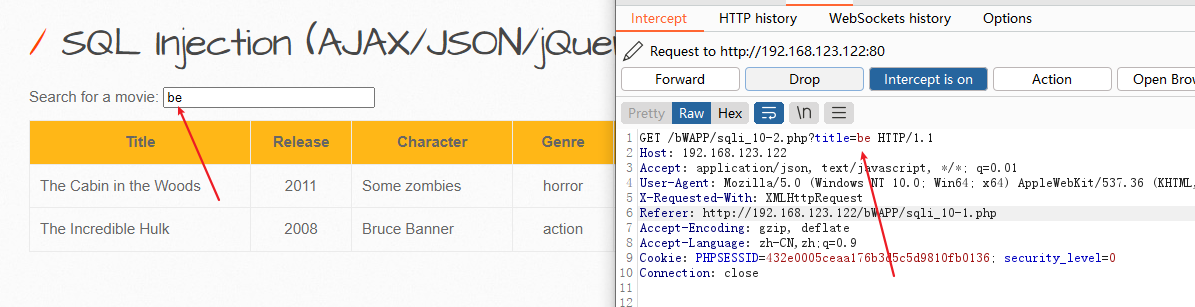 / SQL Injection (AJAX/JSON/jQuer
Search for a movie: be
Title Release Character Genre
The Cabin in the Woods 2011 Some zombies horror
The Incredible Hulk 2008 Bruce Banner action
Intercept HTTP history WebSockets history Options
Request to http://192.168.123.122:80
Forward Drop Intercept is on Action Open Brow
Pretty Raw Hex \n
1 GET /bWAPP/sqli_10-2.php?title=be HTTP/1.1
2 Host: 192.168.123.122
3 Accept: application/json, text/javascript, */*; q=0.01
4 User-Agent: Mozilla/5.0 (Windows NT 10.0; Win64; x64) AppleWebKit/537.36 (KHTML,
5 X-Requested-With: XMLHttpRequest
6 Referer: http://192.168.123.122/bWAPP/sqli_10-1.php
7 Accept-Encoding: gzip, deflate
8 Accept-Language: zh-CN,zh;q=0.9
9 Cookie: PHPSESSID=432e0005ceaa176b3d5c5d9810fb0136; security_level=0
10 Connection: close
11
12